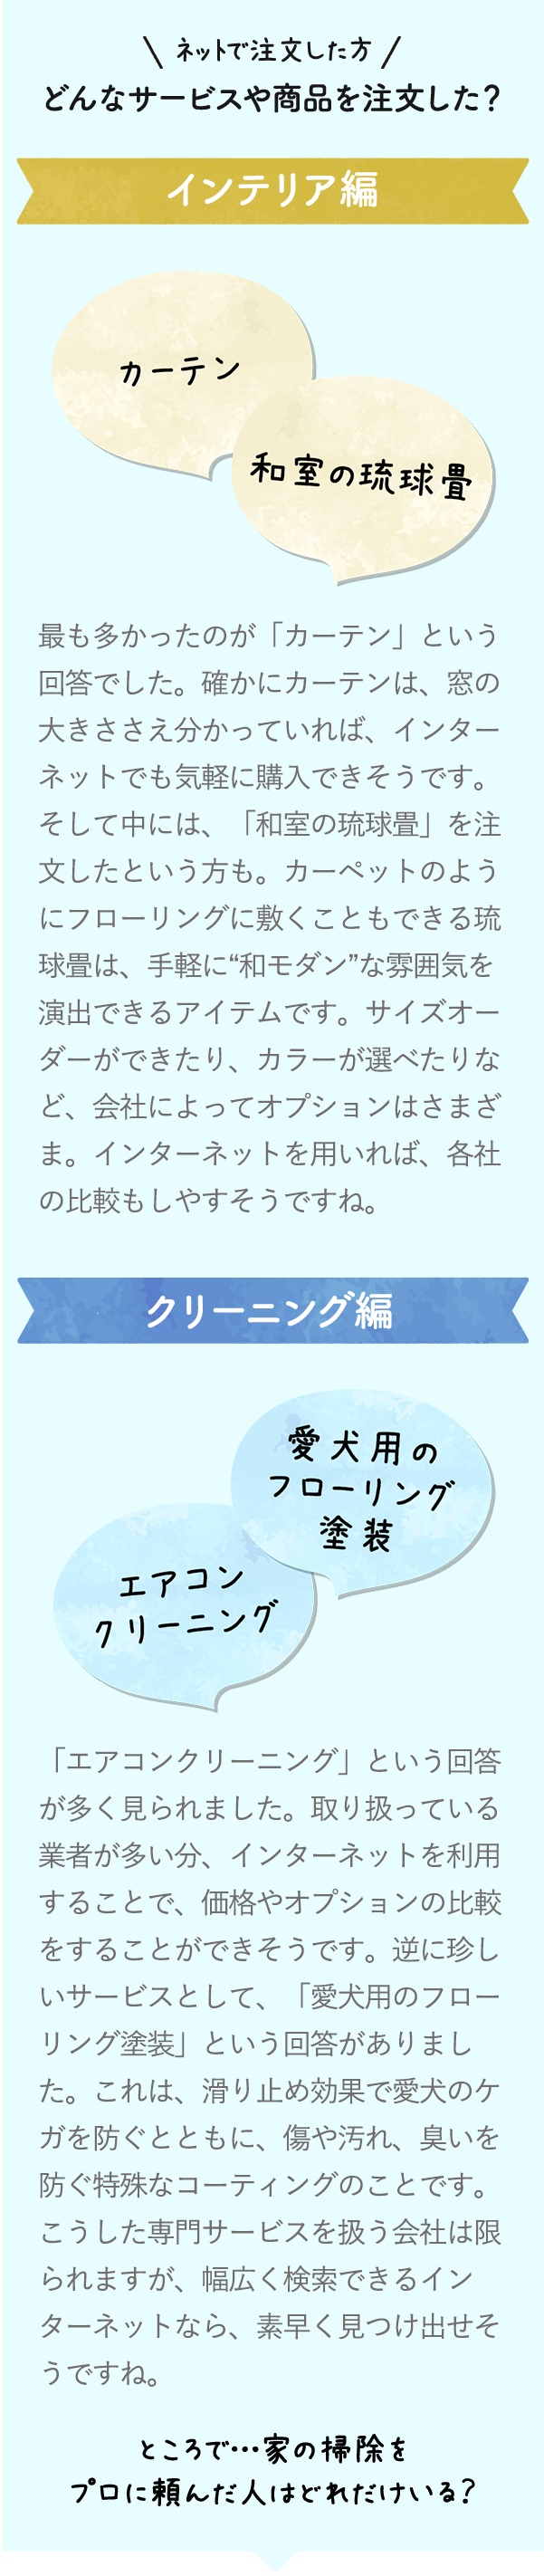 ネットで注文した方
どんなサービスや商品を注文した？
インテリア編
カーテン
和室の琉球畳
最も多かったのが「カーテン」という
回答でした。確かにカーテンは、窓の
大きささえ分かっていれば、インター
ネットでも気軽に購入できそうです。
そして中には、「和室の琉球畳」を注
文したという方も。カーペットのよう
にフローリングに敷くこともできる琉
球畳は、手軽に“和モダン”な雰囲気を
演出できるアイテムです。サイズオー
ダーができたり、カラーが選べたりな
ど、会社によってオプションはさまざ
ま。インターネットを用いれば、各社
の比較もしやすそうですね。
クリーニング編
愛犬用の
フローリング
塗装
エアコン
クリーニング
「エアコンクリーニング」という回答
が多く見られました。取り扱っている
業者が多い分、インターネットを利用
することで、価格やオプションの比較
をすることができそうです。逆に珍し
いサービスとして、「愛犬用のフロー
リング塗装」という回答がありまし
た。これは、滑り止め効果で愛犬のケ
ガを防ぐとともに、傷や汚れ、臭いを
防ぐ特殊なコーティングのことです。
こうした専門サービスを扱う会社は限
られますが、幅広く検索できるイン
ターネットなら、素早く見つけ出せそ
うですね。
ところで…家の掃除を
プロに頼んだ人はどれだけいる？